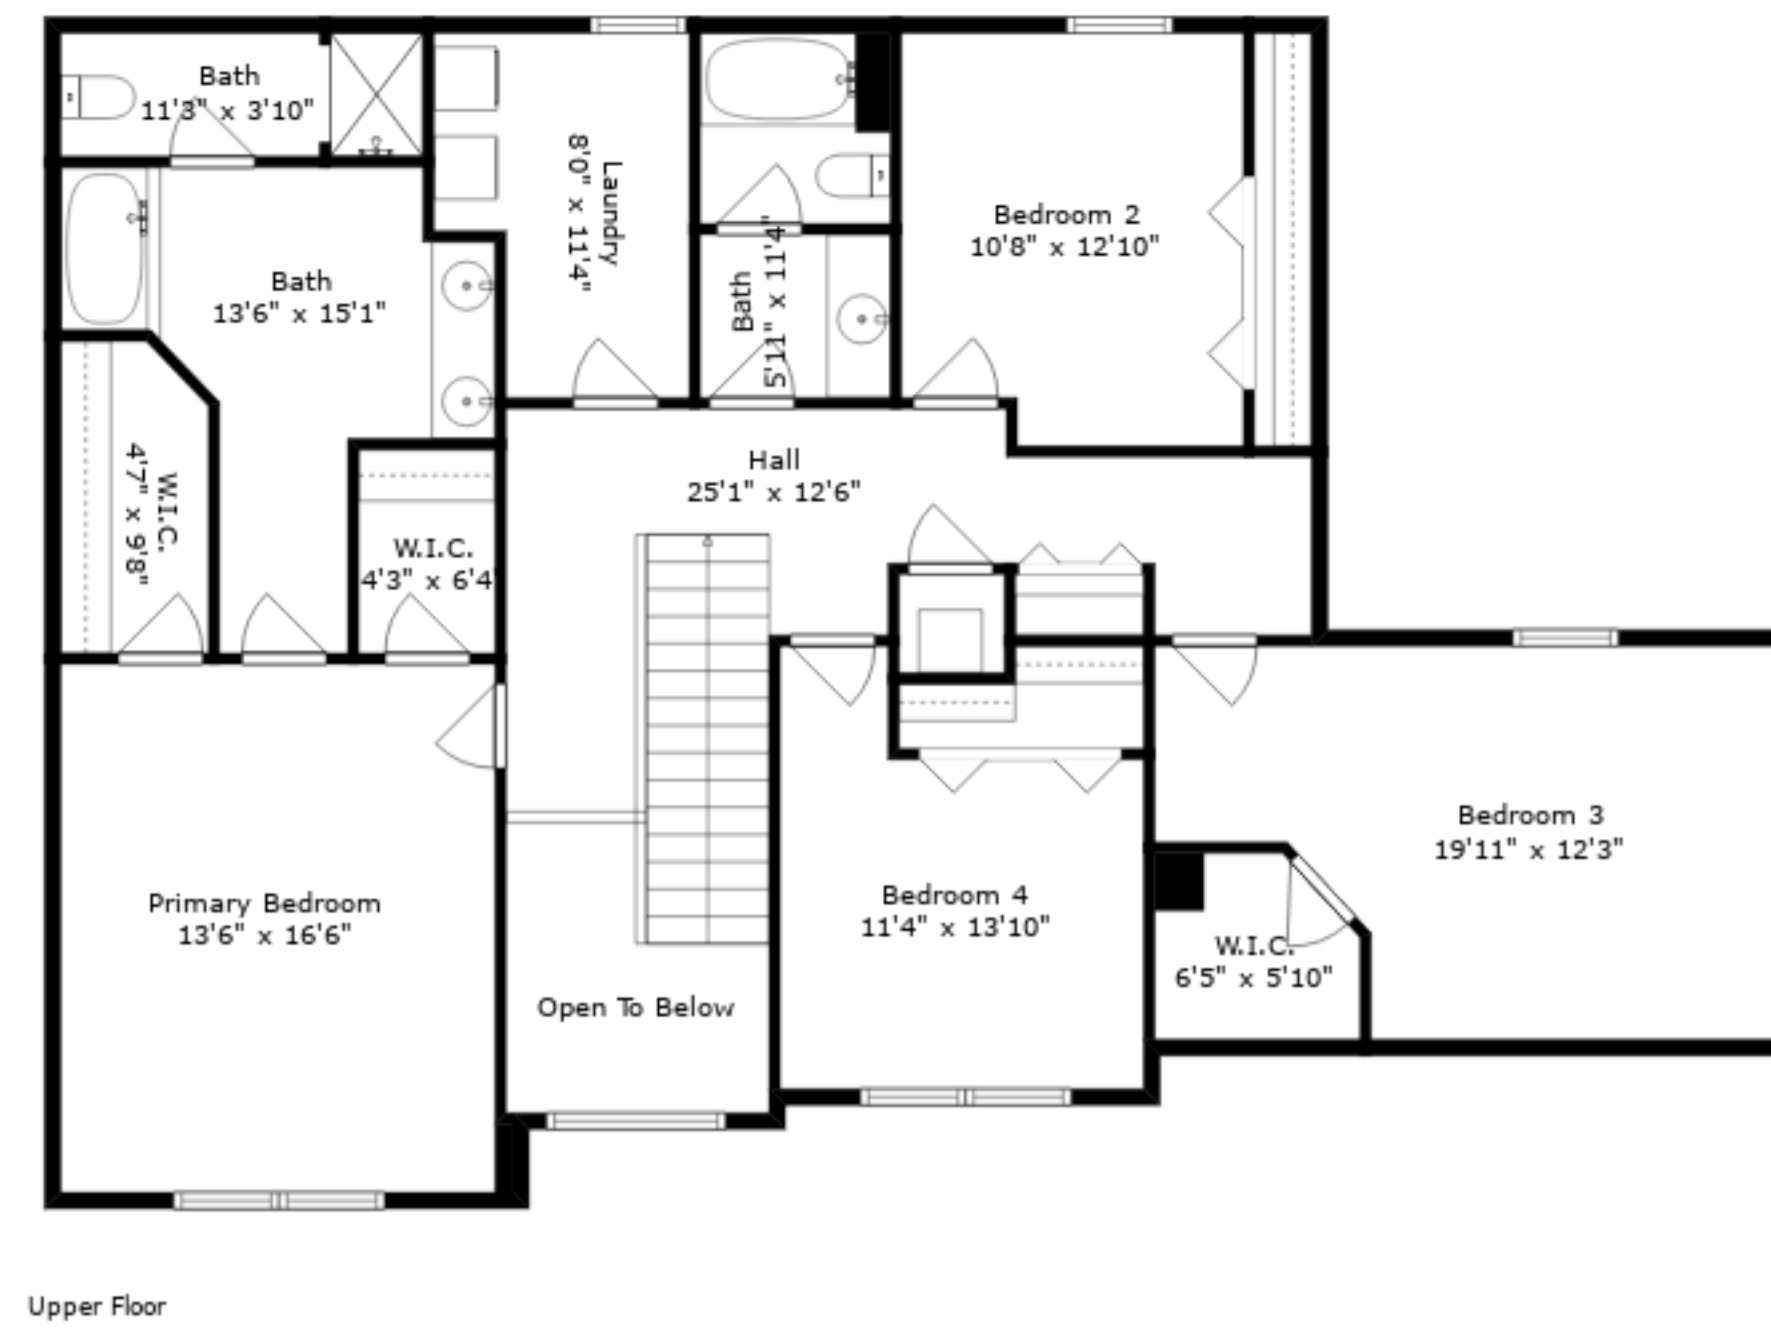 Bath
11'3" x 3'10"
Laundry
8'0" x 11'4"
Bath
5'11" x 11'4"
Bedroom 2
10'8" x 12'10"
Bath
13'6" x 15'1"
W.I.C.
4'7" x 9'8"
W.I.C.
4'3" x 6'4
Hall
25'1" x 12'6"
Primary Bedroom
13'6" x 16'6"
Open To Below
Bedroom 4
11'4" x 13'10"
Bedroom 3
19'11" x 12'3"
W.I.C.
6'5" x 5'10"
Upper Floor